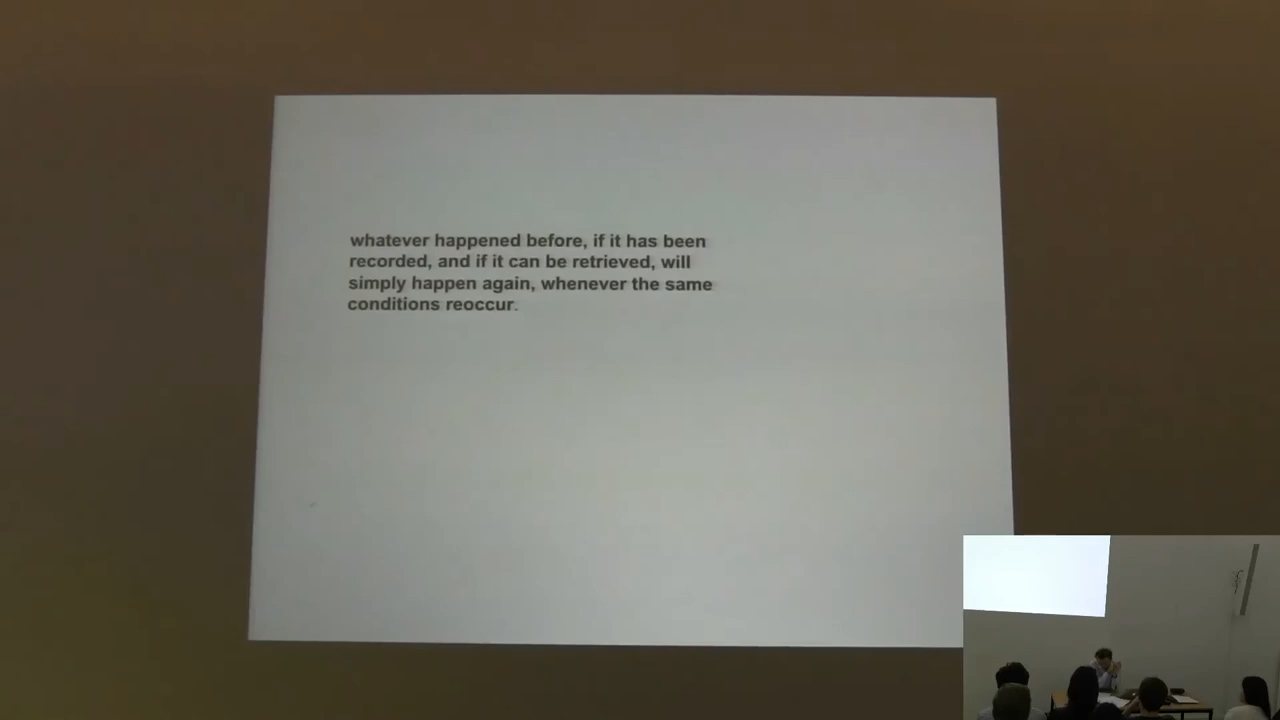 whatever happened before, if it has been
recorded, and if it can be retrieved, will
simply happen again, whenever the same
conditions reoccur.